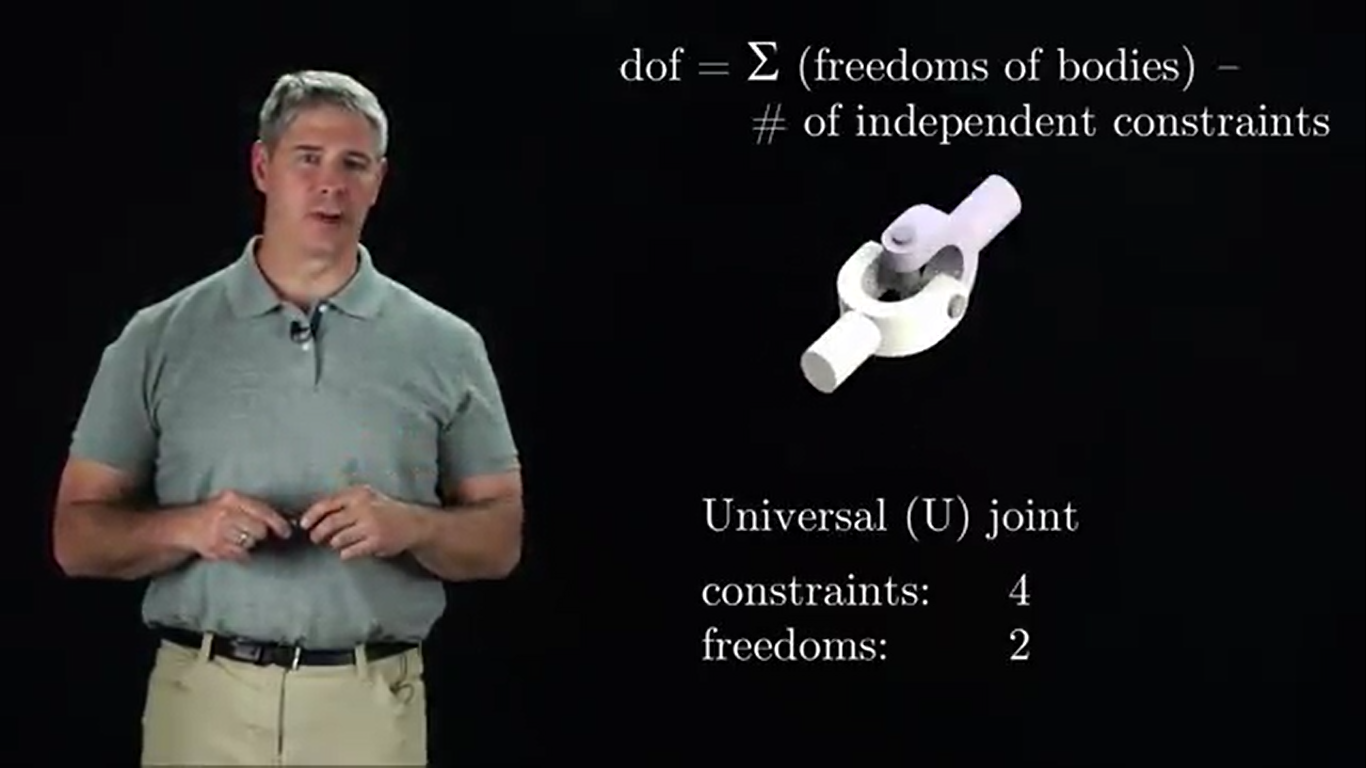 dof = Σ (freedoms of bodies) –
# of independent constraints
Universal (U) joint
constraints: 4
freedoms: 2